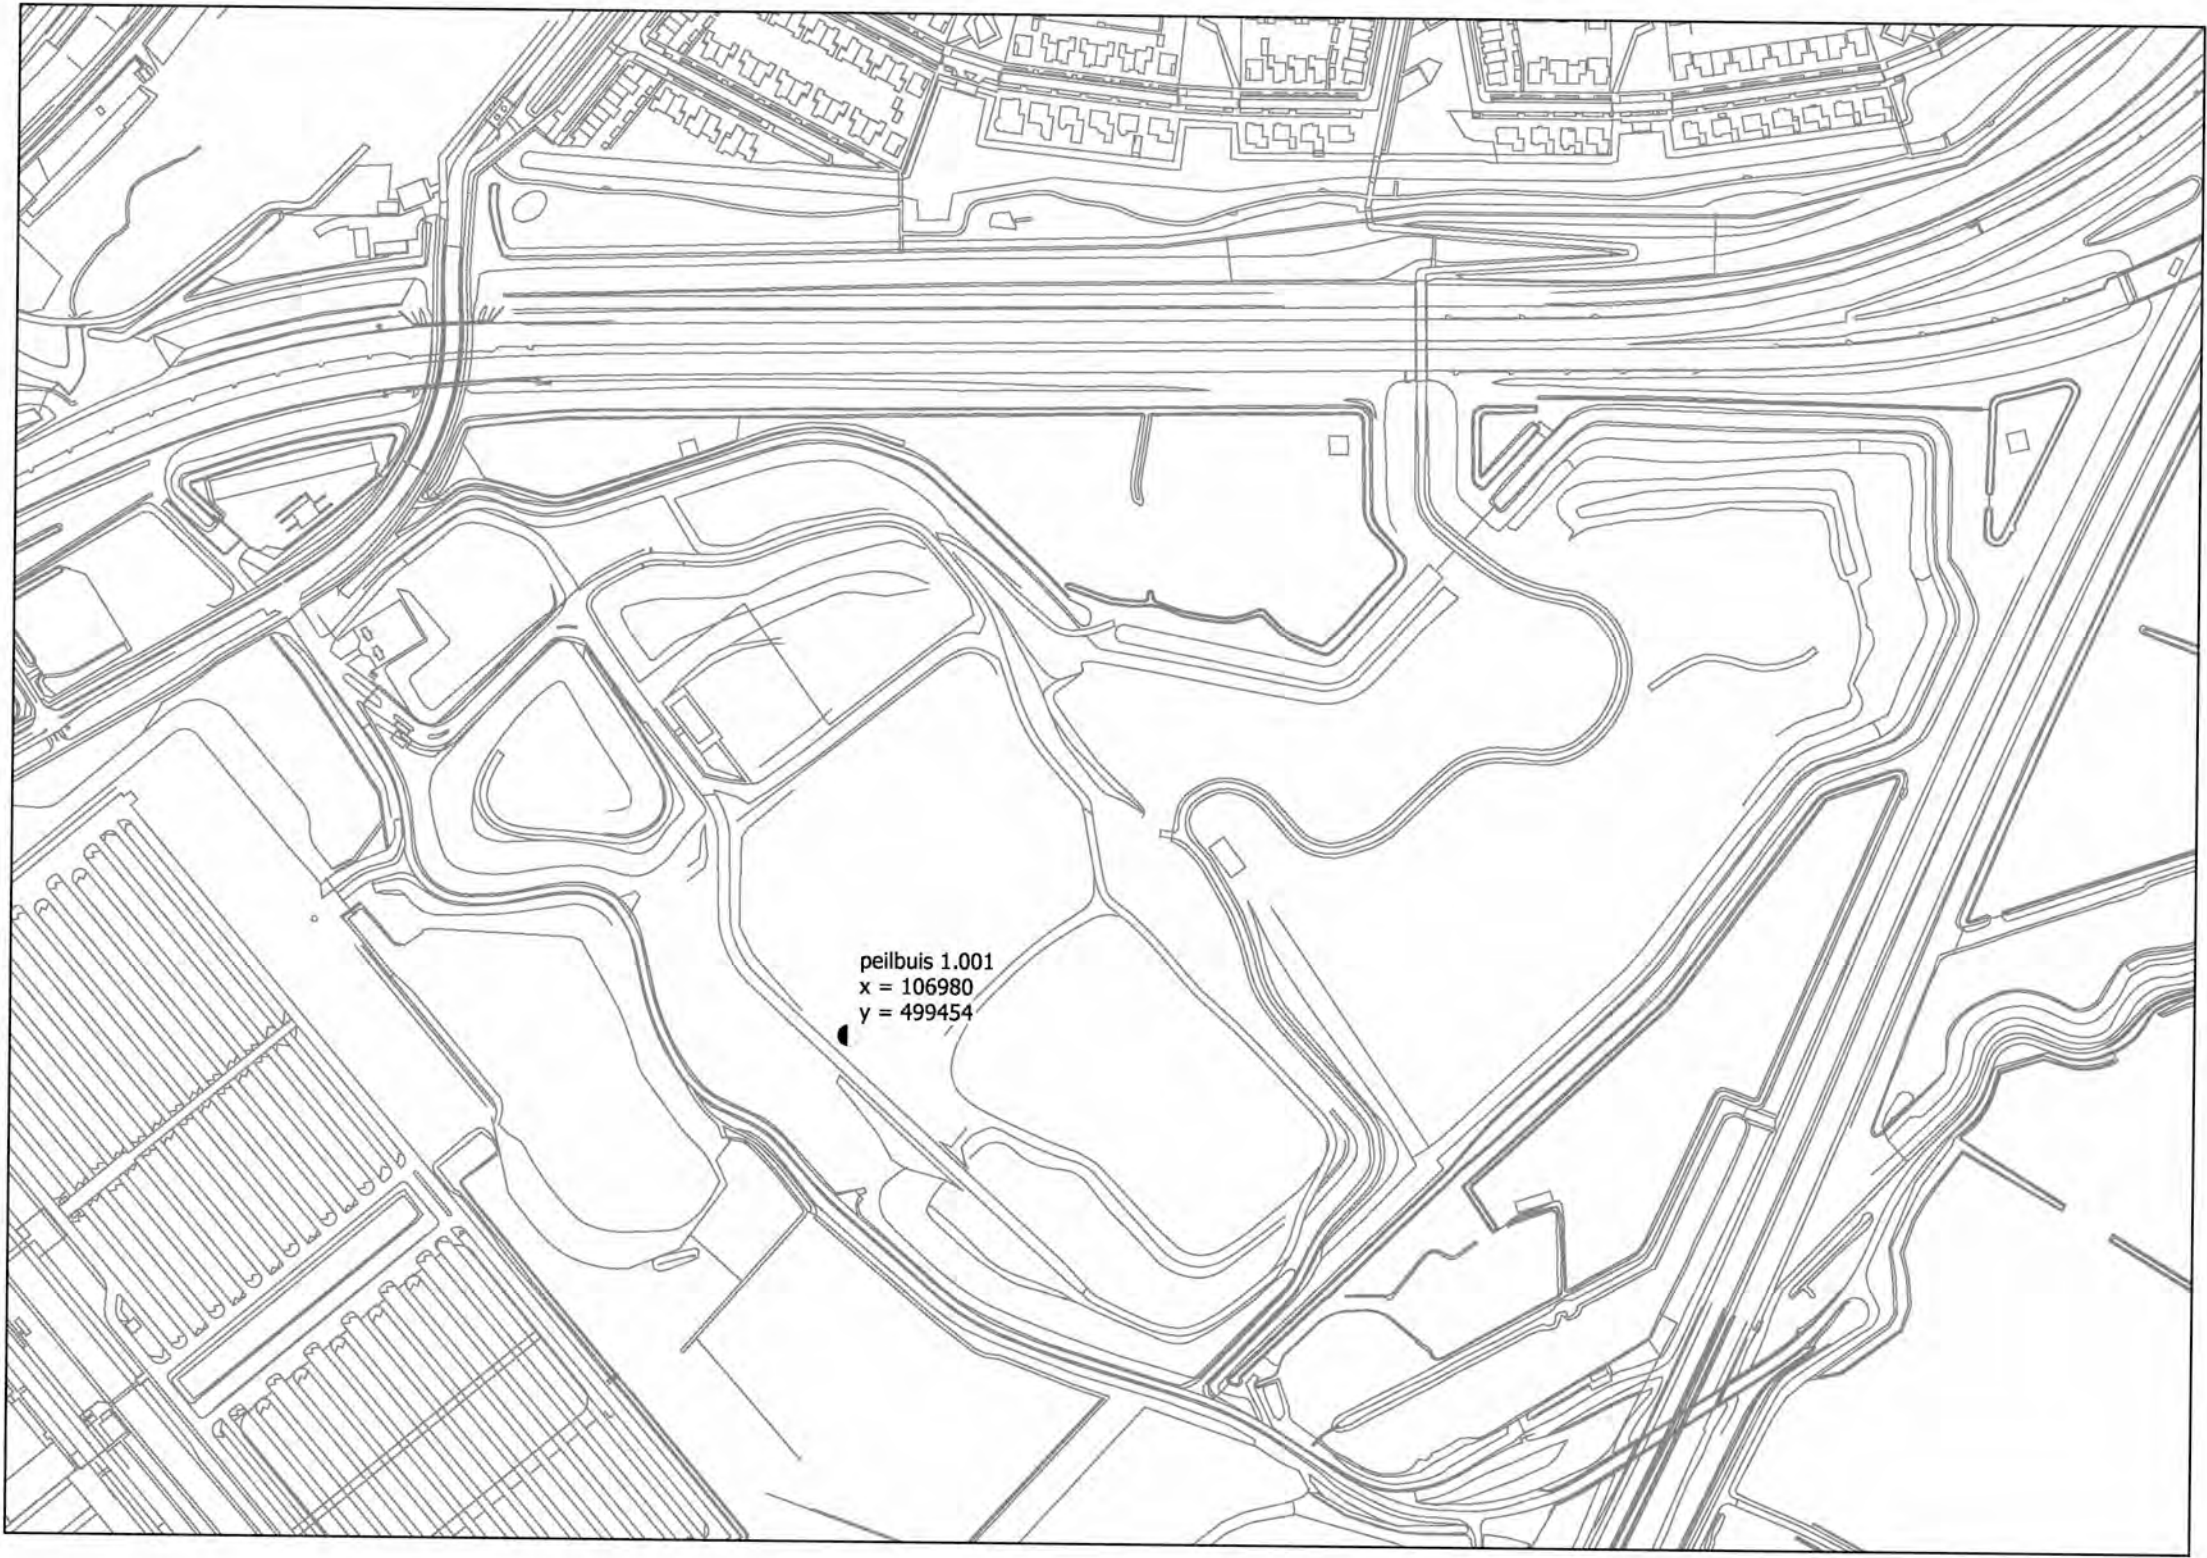 peilbuis 1.001
x = 106980
y = 499454